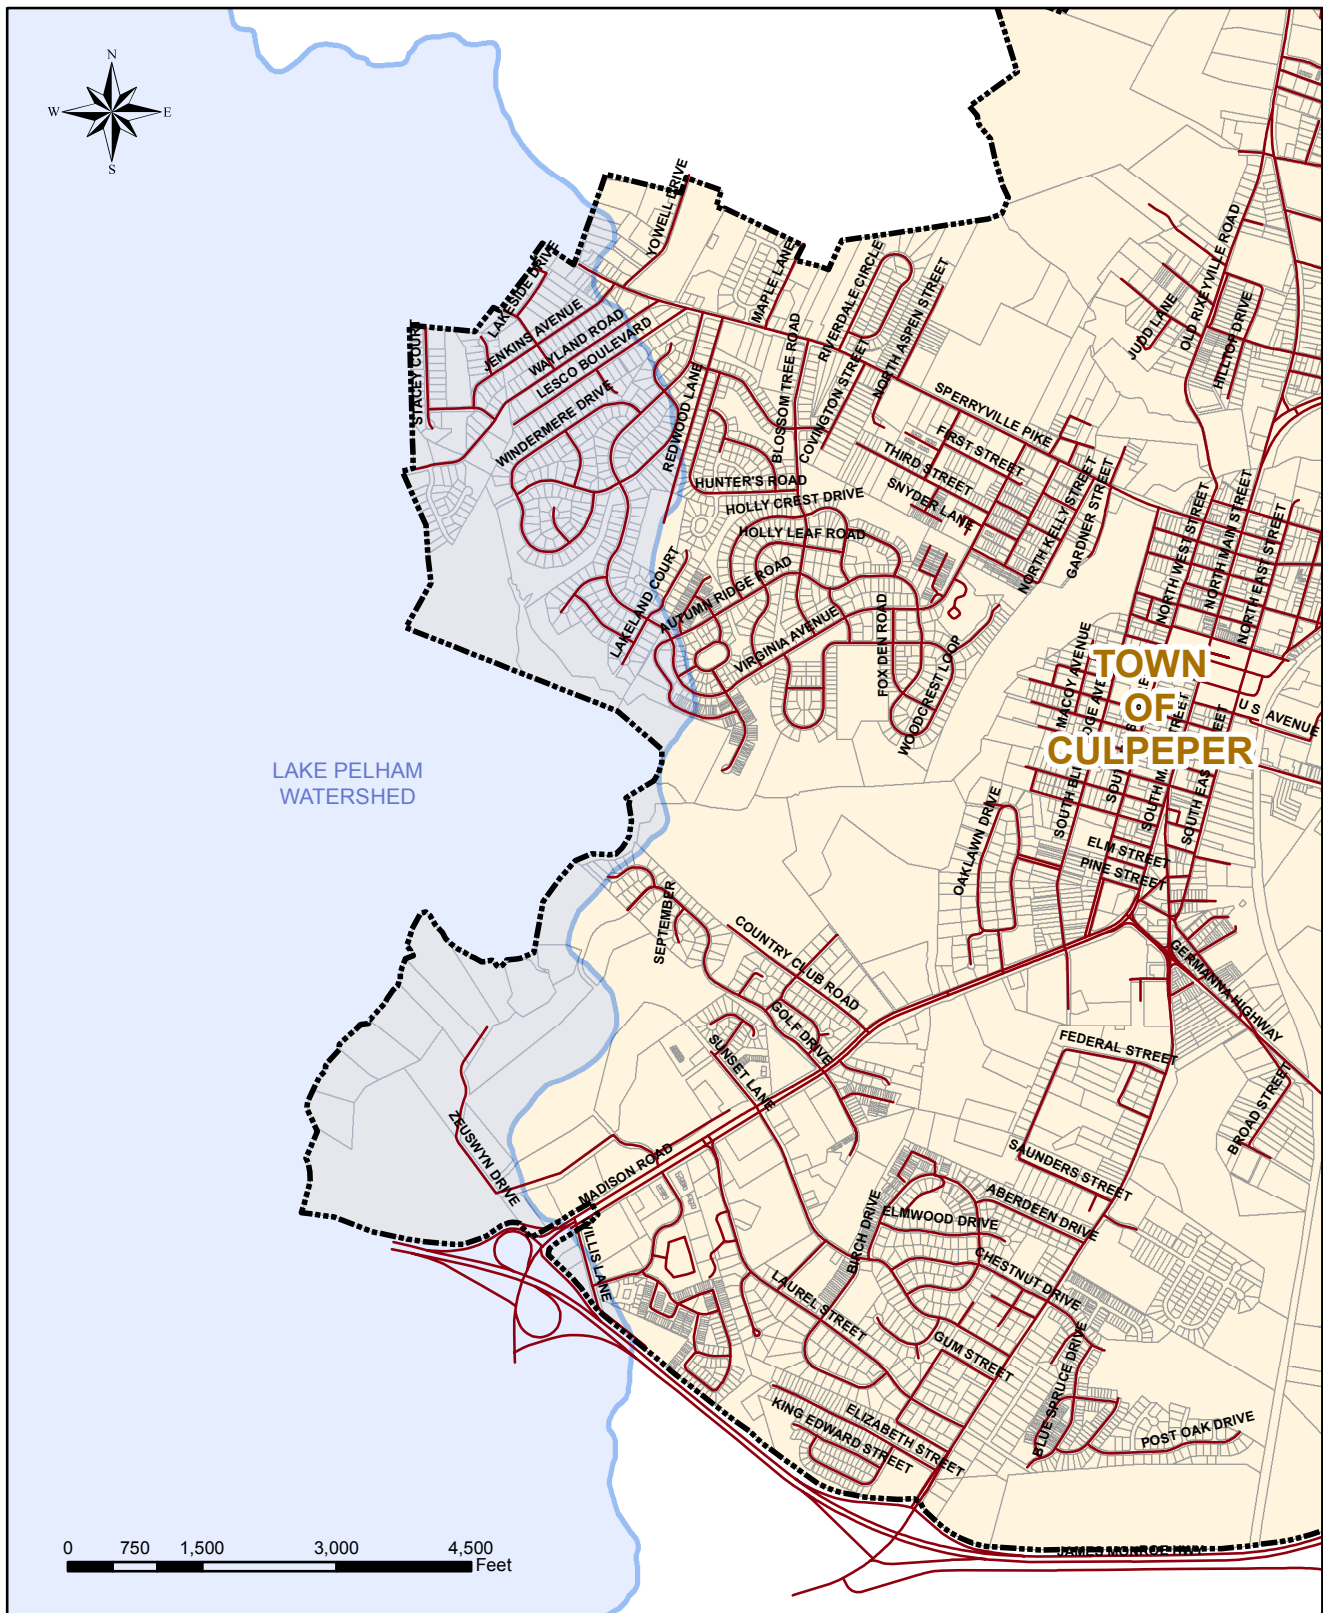 N
W
E
S
YOWELL DRIVE
LAKESIDE DRIVE
MAPLE LANE
RIVERDALE CIRCLE
NORTH ASPEN STREET
OLD RIXEYVILLE ROAD
JUDD LANE
HILLTOP DRIVE
STACEY COURT
JENKINS AVENUE
WAYLAND ROAD
LESCO BOULEVARD
WINDERMERE DRIVE
REDWOOD LANE
BLOSSOM TREE ROAD
COVINGTON STREET
SPERRYVILLE PIKE
FIRST STREET
THIRD STREET
SNYDER LANE
HUNTER'S ROAD
HOLLY CREST DRIVE
HOLLY LEAF ROAD
NORTH KELLY STREET
GARDNER STREET
NORTH WEST STREET
NORTH MAIN STREET
NORTH EAST STREET
LAKELAND COURT
AUTUMN RIDGE ROAD
VIRGINIA AVENUE
FOX DEN ROAD
WOODCREST LOOP
MACOY AVENUE
TOWN
OF
CULPEPER
U S AVENUE
SOUTH EAST STREET
LAKE PELHAM
WATERSHED
OAKLAWN DRIVE
ELM STREET
PINE STREET
SEPTEMBER
COUNTRY CLUB ROAD
GOLF DRIVE
SUNSET LANE
GERMANNA HIGHWAY
FEDERAL STREET
BROAD STREET
ZEUSWYN DRIVE
MADISON ROAD
WILLIS LANE
SAUNDERS STREET
ABERDEEN DRIVE
BIRCH DRIVE
ELMWOOD DRIVE
CHESTNUT DRIVE
LAUREL STREET
GUM STREET
BLUE SPRUCE DRIVE
ELIZABETH STREET
KING EDWARD STREET
POST OAK DRIVE
JAMES MONROE HWY
0 750 1,500 3,000 4,500
Feet